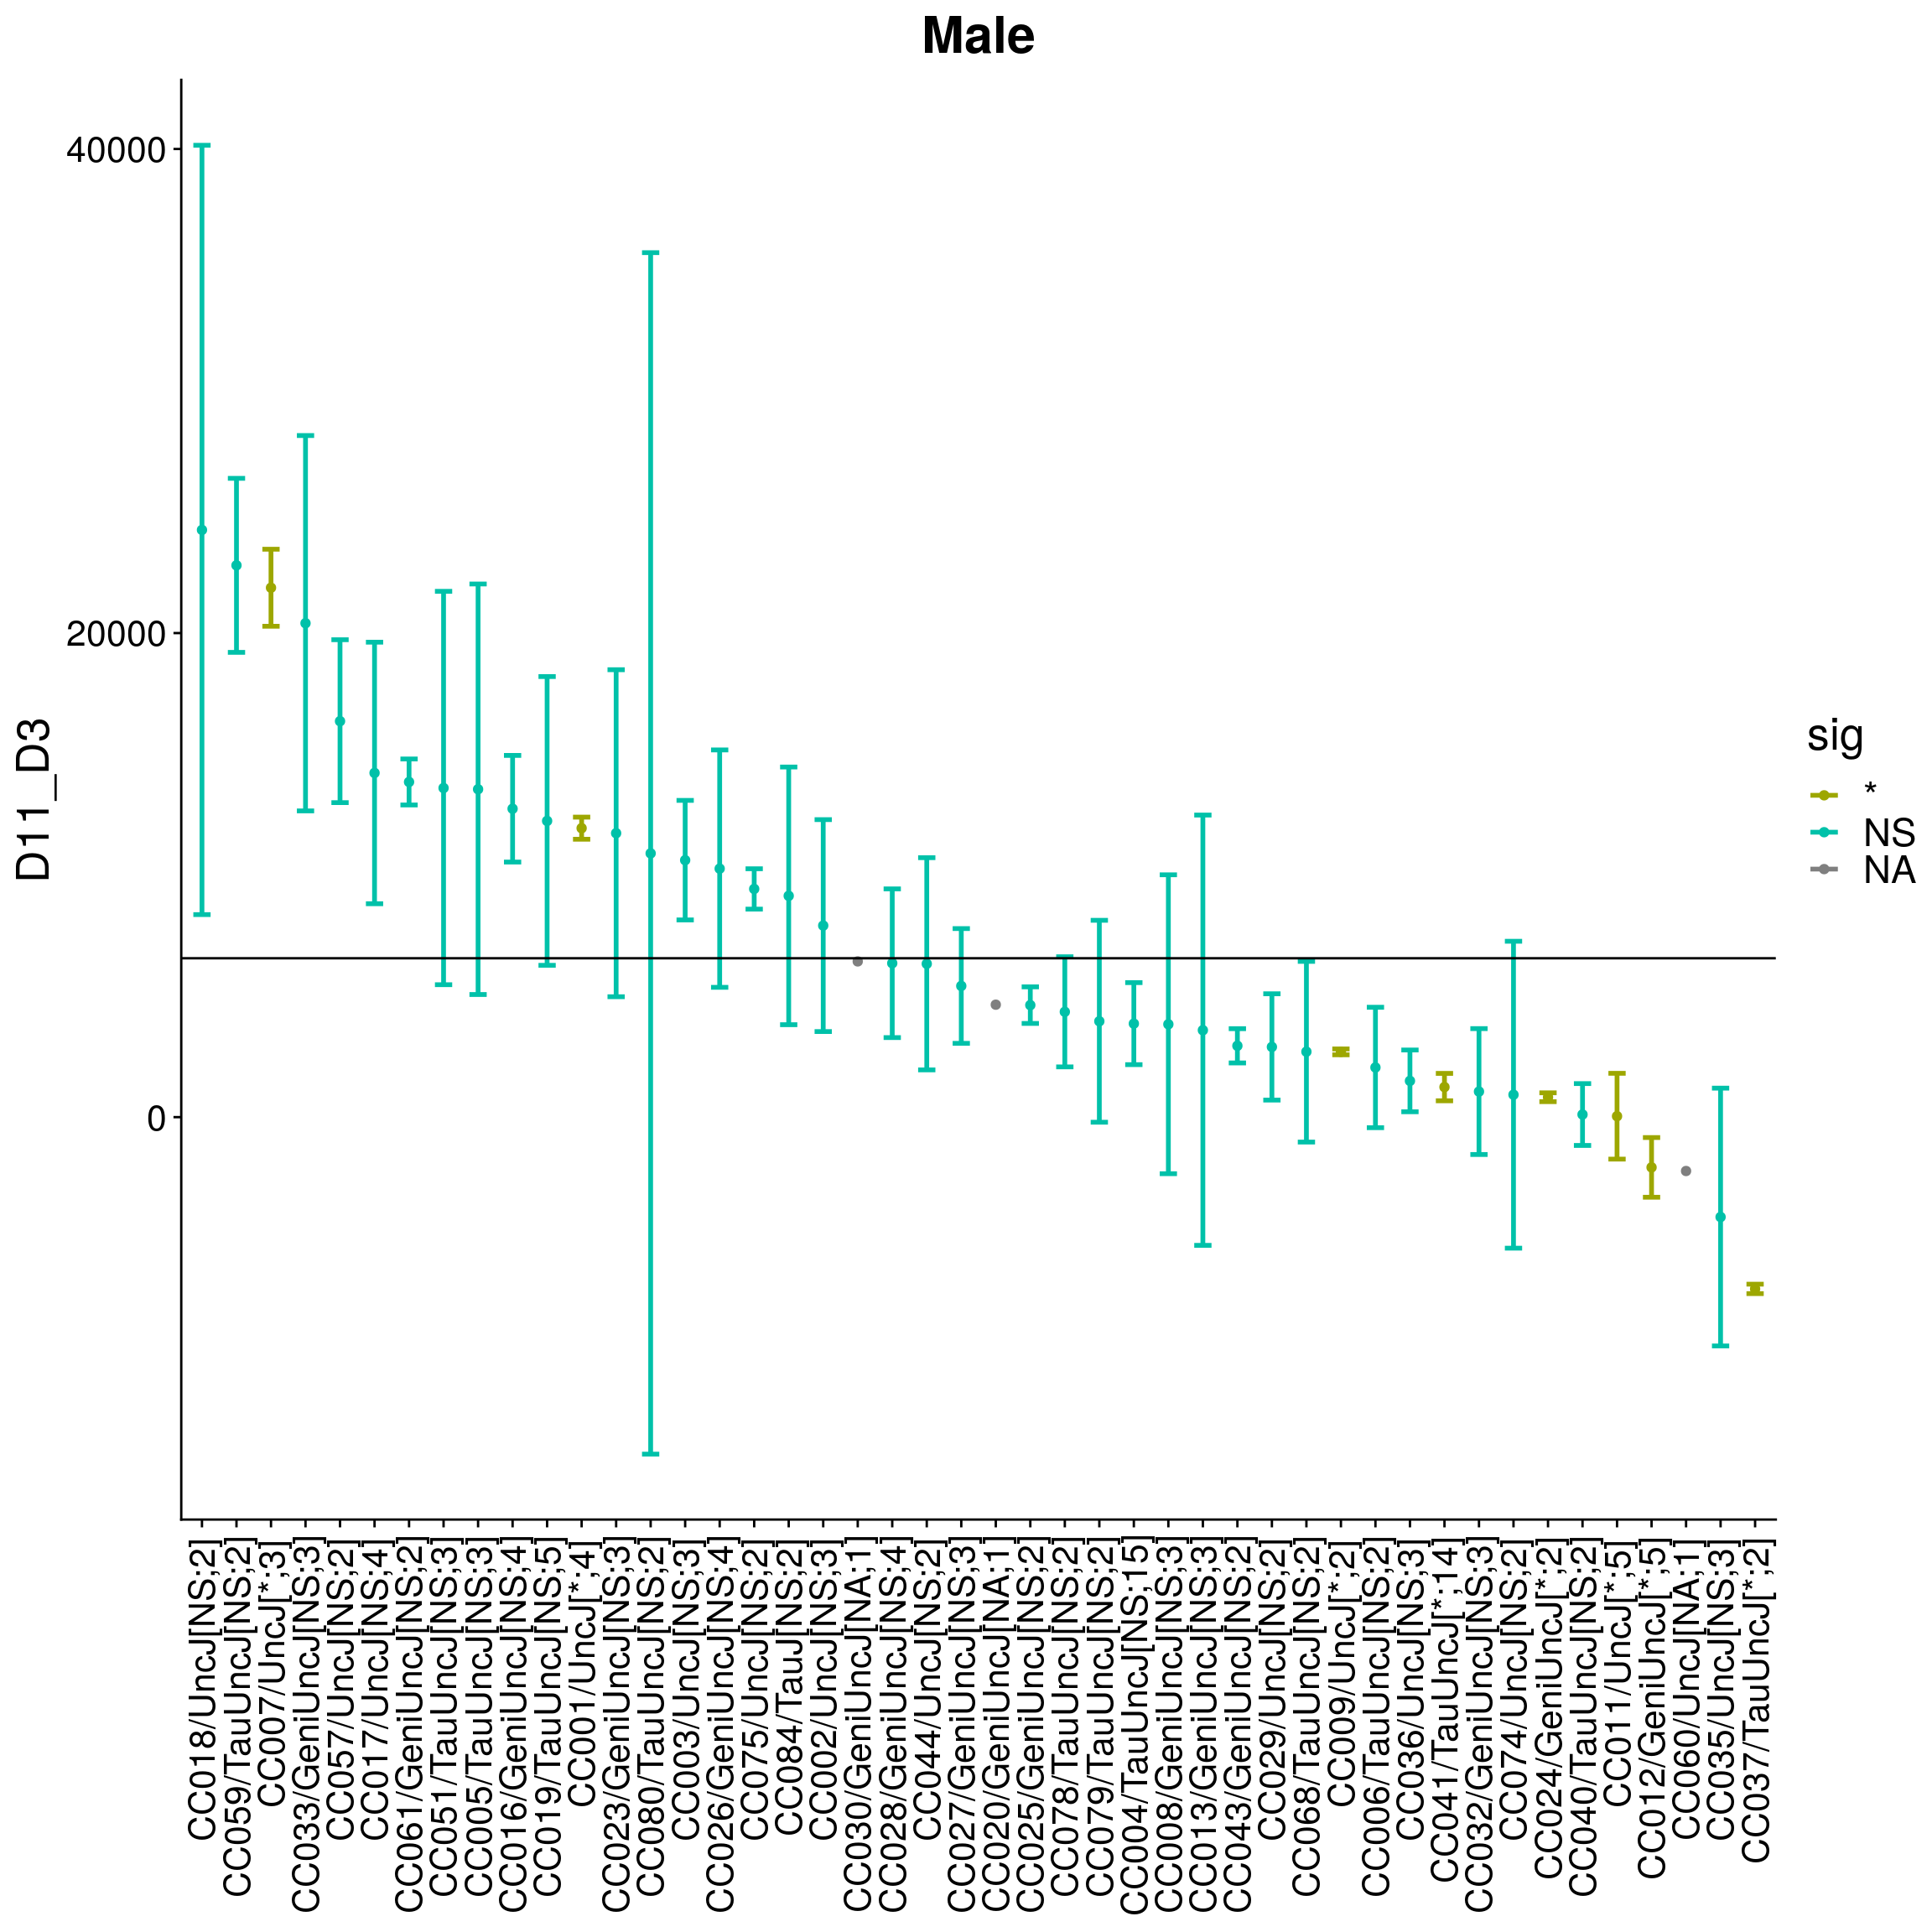 Male
D11_D3
40000
20000
0
CC018/UncJ[NS;2]
CC059/TauUncJ[NS;2]
CC007/UncJ[*;3]
CC033/GeniUncJ[NS;3]
CC057/UncJ[NS;2]
CC017/UncJ[NS;4]
CC061/GeniUncJ[NS;2]
CC051/TauUncJ[NS;3]
CC005/TauUncJ[NS;3]
CC016/GeniUncJ[NS;4]
CC019/TauUncJ[NS;5]
CC001/UncJ[*;4]
CC023/GeniUncJ[NS;3]
CC080/TauUncJ[NS;2]
CC003/UncJ[NS;3]
CC026/GeniUncJ[NS;4]
CC075/UncJ[NS;2]
CC084/TauJ[NS;2]
CC002/UncJ[NS;3]
CC030/GeniUncJ[NA;1]
CC028/GeniUncJ[NS;4]
CC044/UncJ[NS;2]
CC027/GeniUncJ[NS;3]
CC020/GeniUncJ[NA;1]
CC025/GeniUncJ[NS;2]
CC078/TauUncJ[NS;2]
CC079/TauUncJ[NS;2]
CC004/TauUncJ[NS;15]
CC008/GeniUncJ[NS;3]
CC013/GeniUncJ[NS;3]
CC043/GeniUncJ[NS;2]
CC029/UncJ[NS;2]
CC068/TauUncJ[NS;2]
CC009/UncJ[*;2]
CC006/TauUncJ[NS;2]
CC036/UncJ[NS;3]
CC041/TauUncJ[*;14]
CC032/GeniUncJ[NS;3]
CC074/UncJ[NS;2]
CC024/GeniUncJ[*;2]
CC040/TauUncJ[NS;2]
CC011/UncJ[*;5]
CC012/GeniUncJ[*;5]
CC060/UncJ[NA;1]
CC035/UncJ[NS;3]
CC037/TauUncJ[*;2]
sig
*
NS
NA